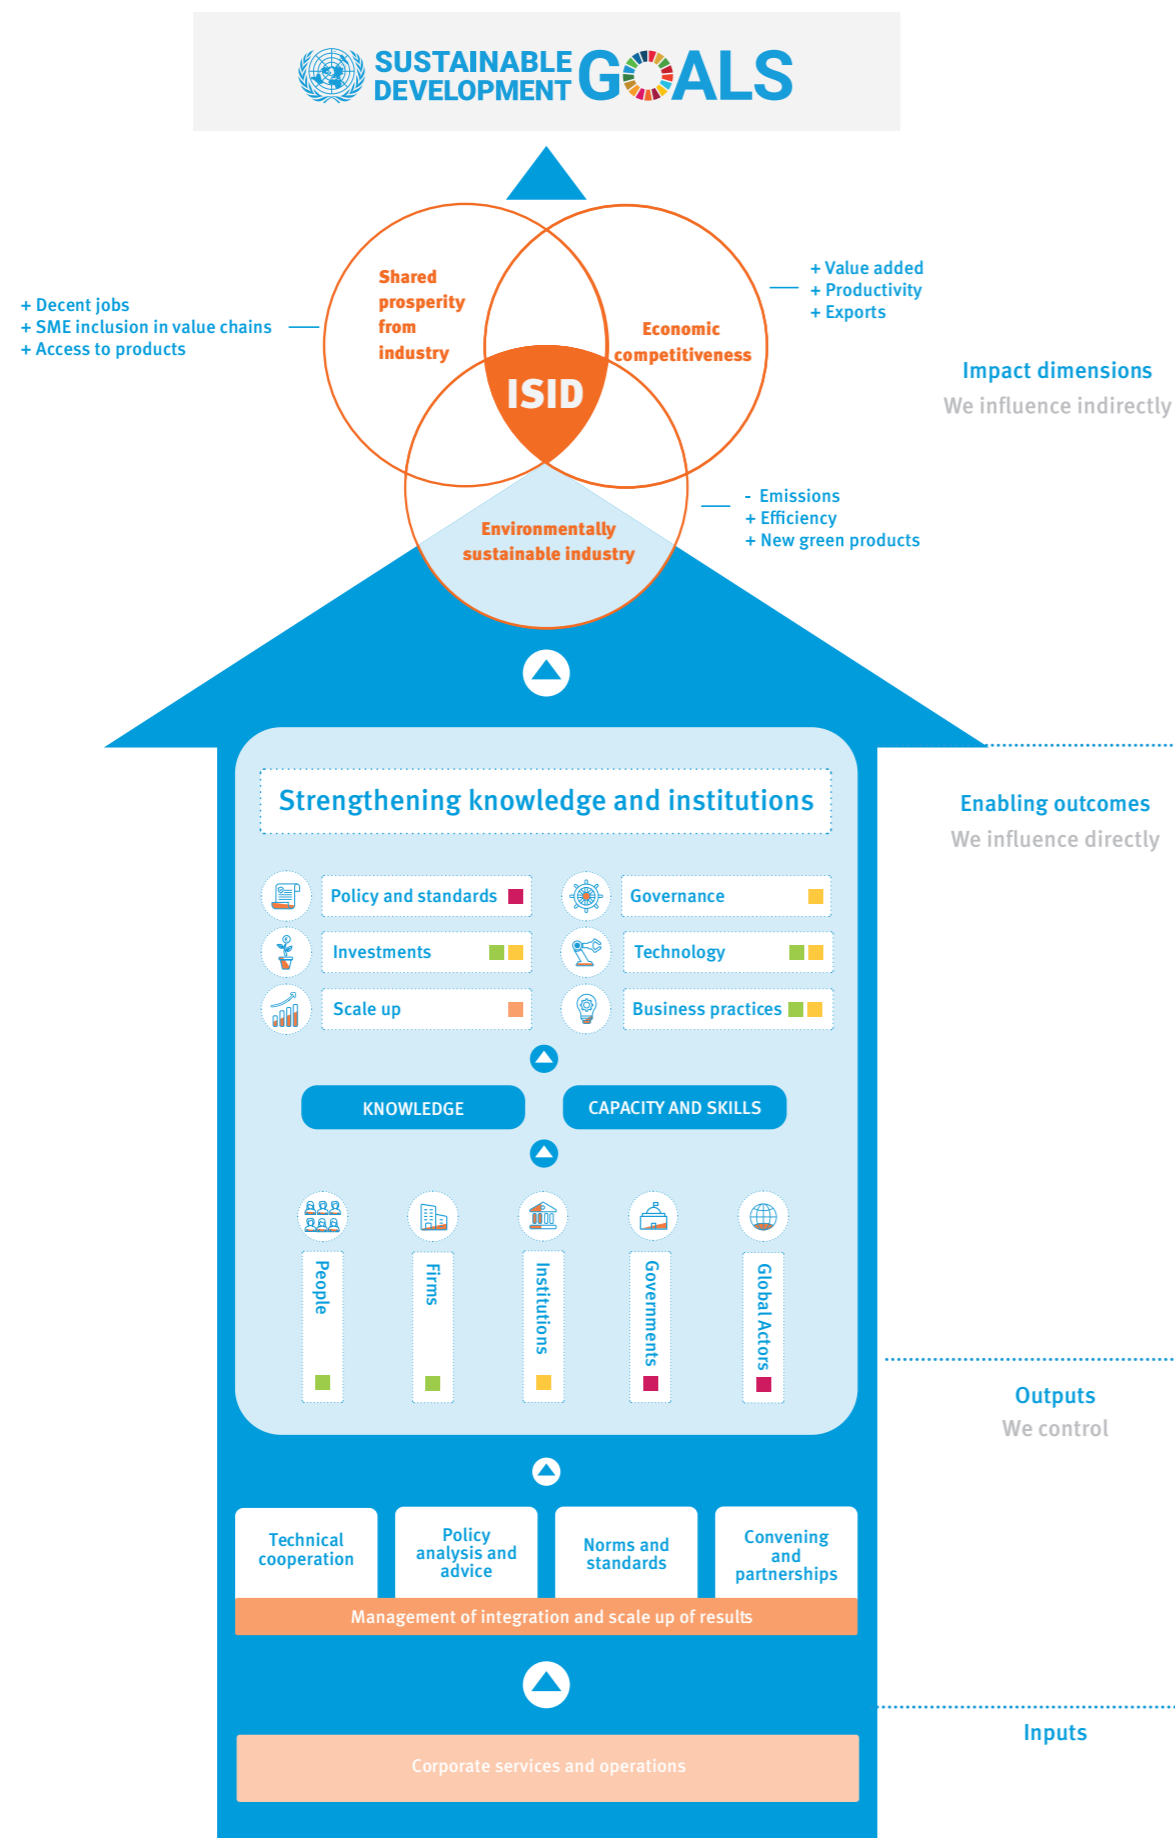 SUSTAINABLE
DEVELOPMENT
GOALS
Shared
prosperity
from
industry
+ Decent jobs
+ SME inclusion in value chains
+ Access to products
Economic
competitiveness
+ Value added
+ Productivity
+ Exports
ISID
Impact dimensions
We influence indirectly
Environmentally
sustainable industry
- Emissions
+ Efficiency
+ New green products
Strengthening knowledge and institutions
Enabling outcomes
We influence directly
Policy and standards
Governance
Investments
Technology
Scale up
Business practices
KNOWLEDGE
CAPACITY AND SKILLS
People
Firms
Institutions
Governments
Global Actors
Outputs
We control
Technical
cooperation
Policy
analysis and
advice
Norms and
standards
Convening
and
partnerships
Management of integration and scale up of results
Inputs
Corporate services and operations